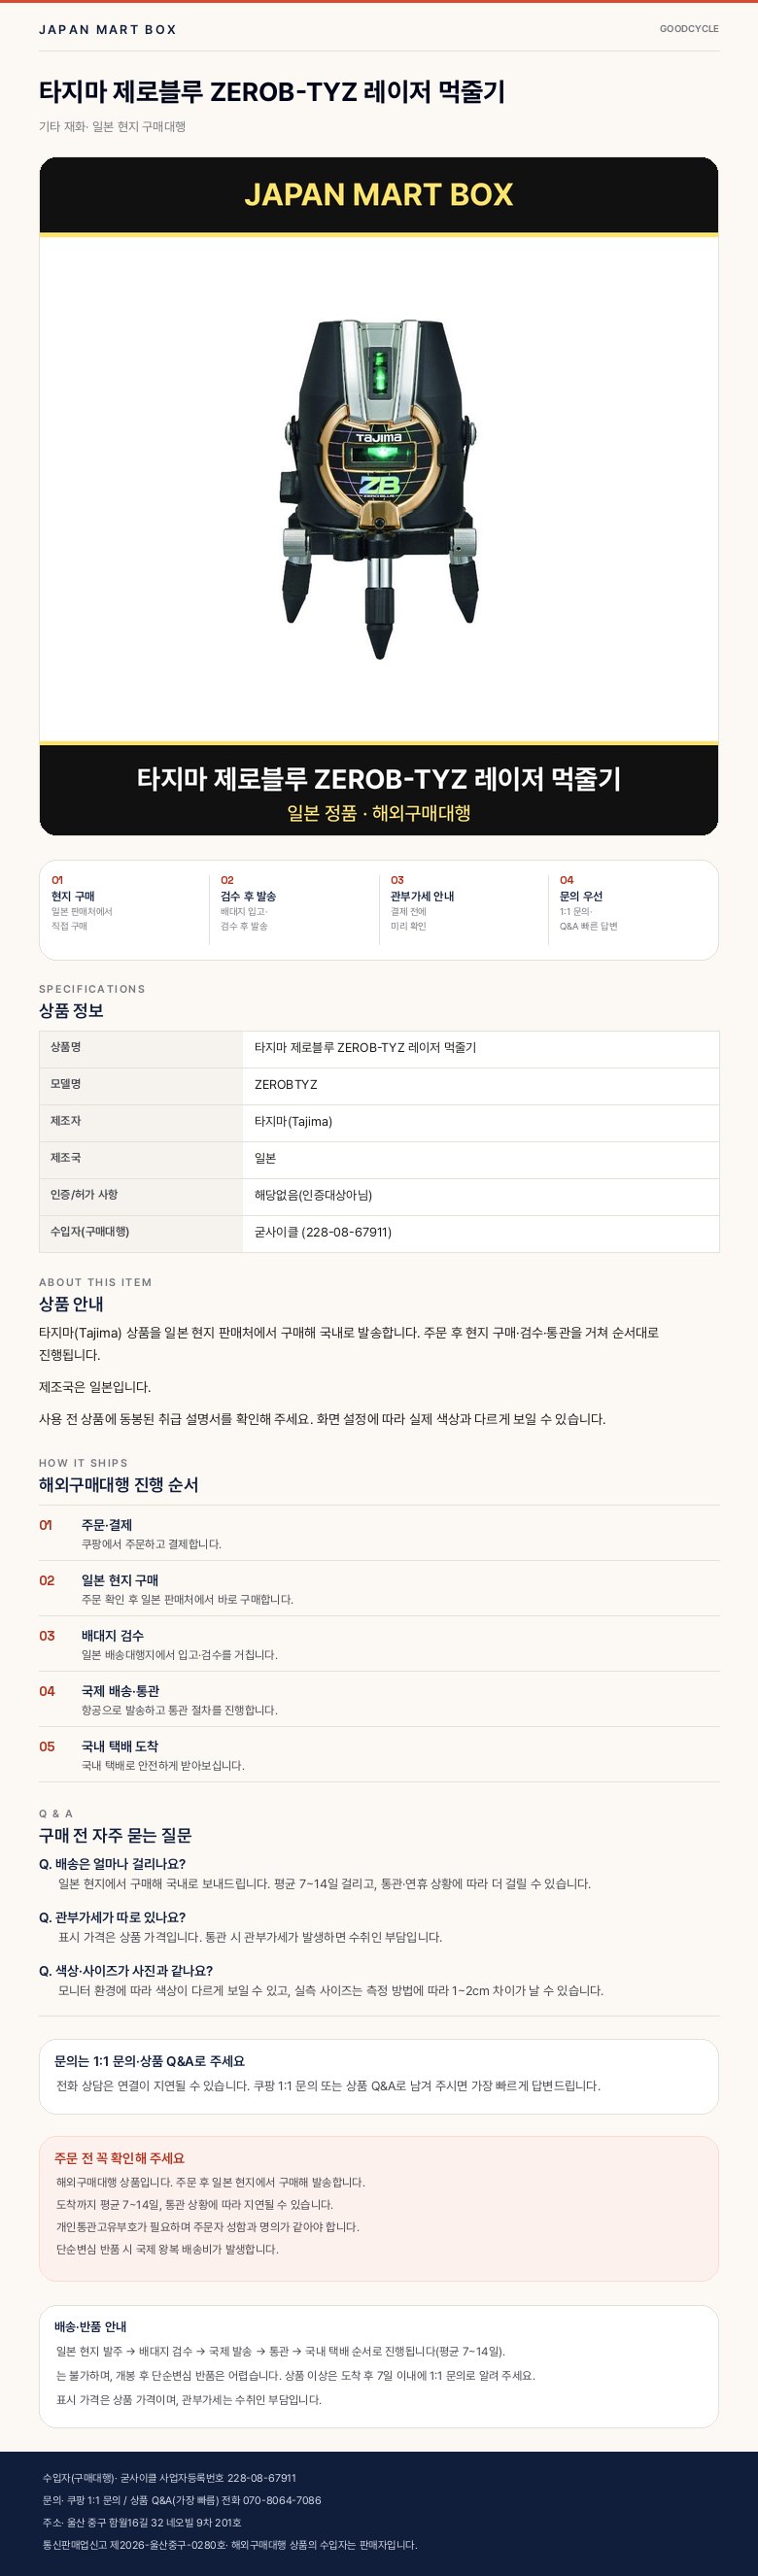 JAPAN MART BOX
GOODCYCLE
타지마 제로블루 ZEROB-TYZ 레이저 먹줄기
기타 재화· 일본 현지 구매대행
JAPAN MART BOX
TAJIMA
ZB
타지마 제로블루 ZEROB-TYZ 레이저 먹줄기
일본 정품 · 해외구매대행
01
현지 구매
일본 판매처에서
직접 구매
02
검수 후 발송
배대지 입고·
검수 후 발송
03
관부가세 안내
결제 전에
미리 확인
04
문의 우선
1:1 문의·
Q&A 빠른 답변
SPECIFICATIONS
상품 정보
상품명 타지마 제로블루 ZEROB-TYZ 레이저 먹줄기
모델명 ZEROBTYZ
제조자 타지마(Tajima)
제조국 일본
인증/허가 사항 해당없음(인증대상아님)
수입자(구매대행) 굳사이클 (228-08-67911)
ABOUT THIS ITEM
상품 안내
타지마(Tajima) 상품을 일본 현지 판매처에서 구매해 국내로 발송합니다. 주문 후 현지 구매·검수·통관을 거쳐 순서대로
진행됩니다.
제조국은 일본입니다.
사용 전 상품에 동봉된 취급 설명서를 확인해 주세요. 화면 설정에 따라 실제 색상과 다르게 보일 수 있습니다.
HOW IT SHIPS
해외구매대행 진행 순서
01 주문·결제
쿠팡에서 주문하고 결제합니다.
02 일본 현지 구매
주문 확인 후 일본 판매처에서 바로 구매합니다.
03 배대지 검수
일본 배송대행지에서 입고·검수를 거칩니다.
04 국제 배송·통관
항공으로 발송하고 통관 절차를 진행합니다.
05 국내 택배 도착
국내 택배로 안전하게 받아보십니다.
Q & A
구매 전 자주 묻는 질문
Q. 배송은 얼마나 걸리나요?
일본 현지에서 구매해 국내로 보내드립니다. 평균 7~14일 걸리고, 통관·연휴 상황에 따라 더 걸릴 수 있습니다.
Q. 관부가세가 따로 있나요?
표시 가격은 상품 가격입니다. 통관 시 관부가세가 발생하면 수취인 부담입니다.
Q. 색상·사이즈가 사진과 같나요?
모니터 환경에 따라 색상이 다르게 보일 수 있고, 실측 사이즈는 측정 방법에 따라 1~2cm 차이가 날 수 있습니다.
문의는 1:1 문의·상품 Q&A로 주세요
전화 상담은 연결이 지연될 수 있습니다. 쿠팡 1:1 문의 또는 상품 Q&A로 남겨 주시면 가장 빠르게 답변드립니다.
주문 전 꼭 확인해 주세요
해외구매대행 상품입니다. 주문 후 일본 현지에서 구매해 발송합니다.
도착까지 평균 7~14일, 통관 상황에 따라 지연될 수 있습니다.
개인통관고유부호가 필요하며 주문자 성함과 명의가 같아야 합니다.
단순변심 반품 시 국제 왕복 배송비가 발생합니다.
배송·반품 안내
일본 현지 발주 → 배대지 검수 → 국제 발송 → 통관 → 국내 택배 순서로 진행됩니다(평균 7~14일).
는 불가하며, 개봉 후 단순변심 반품은 어렵습니다. 상품 이상은 도착 후 7일 이내에 1:1 문의로 알려 주세요.
표시 가격은 상품 가격이며, 관부가세는 수취인 부담입니다.
수입자(구매대행)· 굳사이클 사업자등록번호 228-08-67911
문의· 쿠팡 1:1 문의 / 상품 Q&A(가장 빠름) 전화 070-8064-7086
주소· 울산 중구 함월16길 32 네오빌 9차 201호
통신판매업신고 제2026-울산중구-0280호· 해외구매대행 상품의 수입자는 판매자입니다.